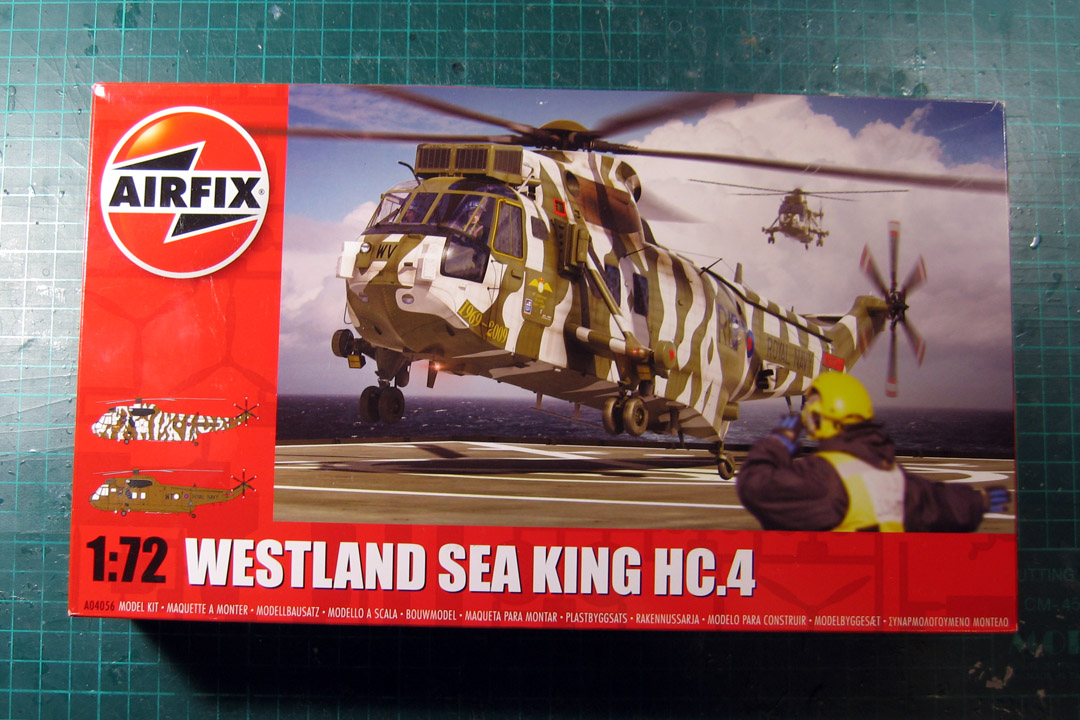 AIRFIX®
WV
1969-2009
ROYAL NAVY
1:72 WESTLAND SEA KING HC.4
A04056 MODEL KIT • MAQUETTE A MONTER • MODELLBAUSATZ • MODELLO A SCALA • BOUWMODEL • MAQUETA PARA MONTAR • PLASTBYGGSATS • RAKENNUSSARJA • MODELO PARA CONSTRUIR • MODELBYGGESÆT • ΣΥΝΑΡΜΟΛΟΓΟΥΜΕΝΟ ΜΟΝΤΕΛΟ